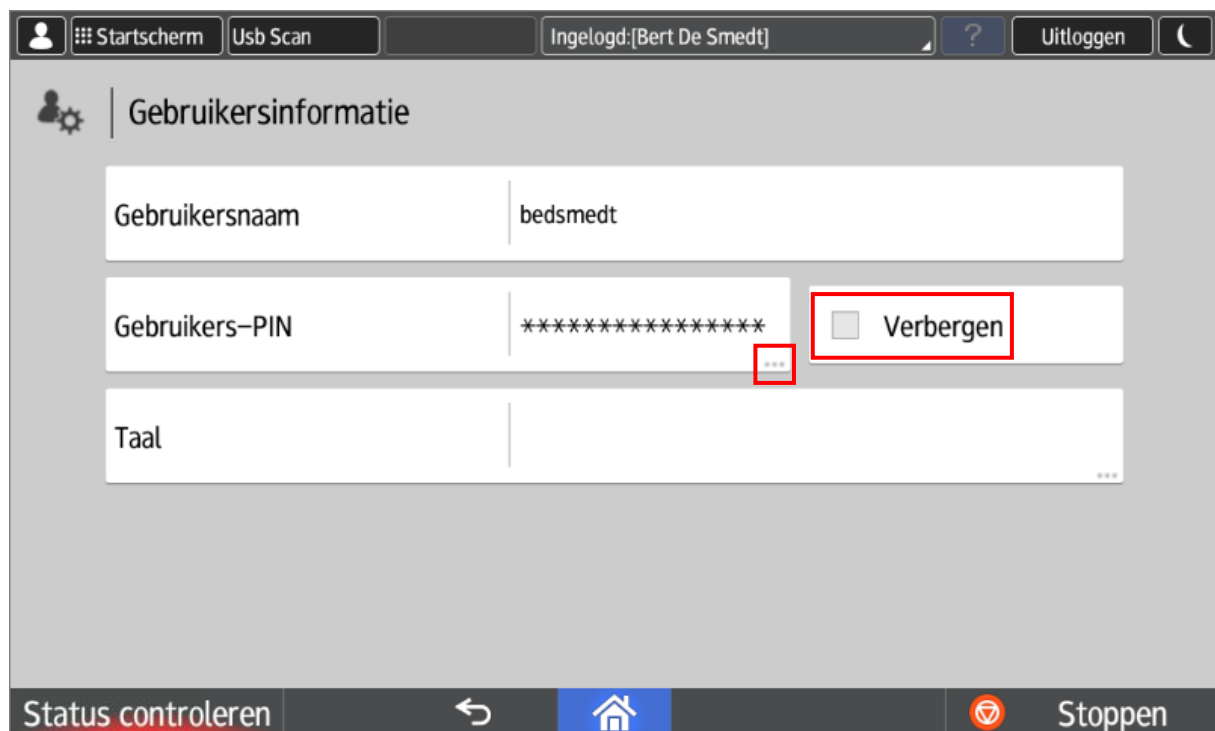 Startscherm Usb Scan Ingelogd:[Bert De Smedt] ? Uitloggen
Gebruikersinformatie
Gebruikersnaam bedsmedt
Gebruikers-PIN **************** Verbergen
...
Taal
...
Status controleren Stoppen